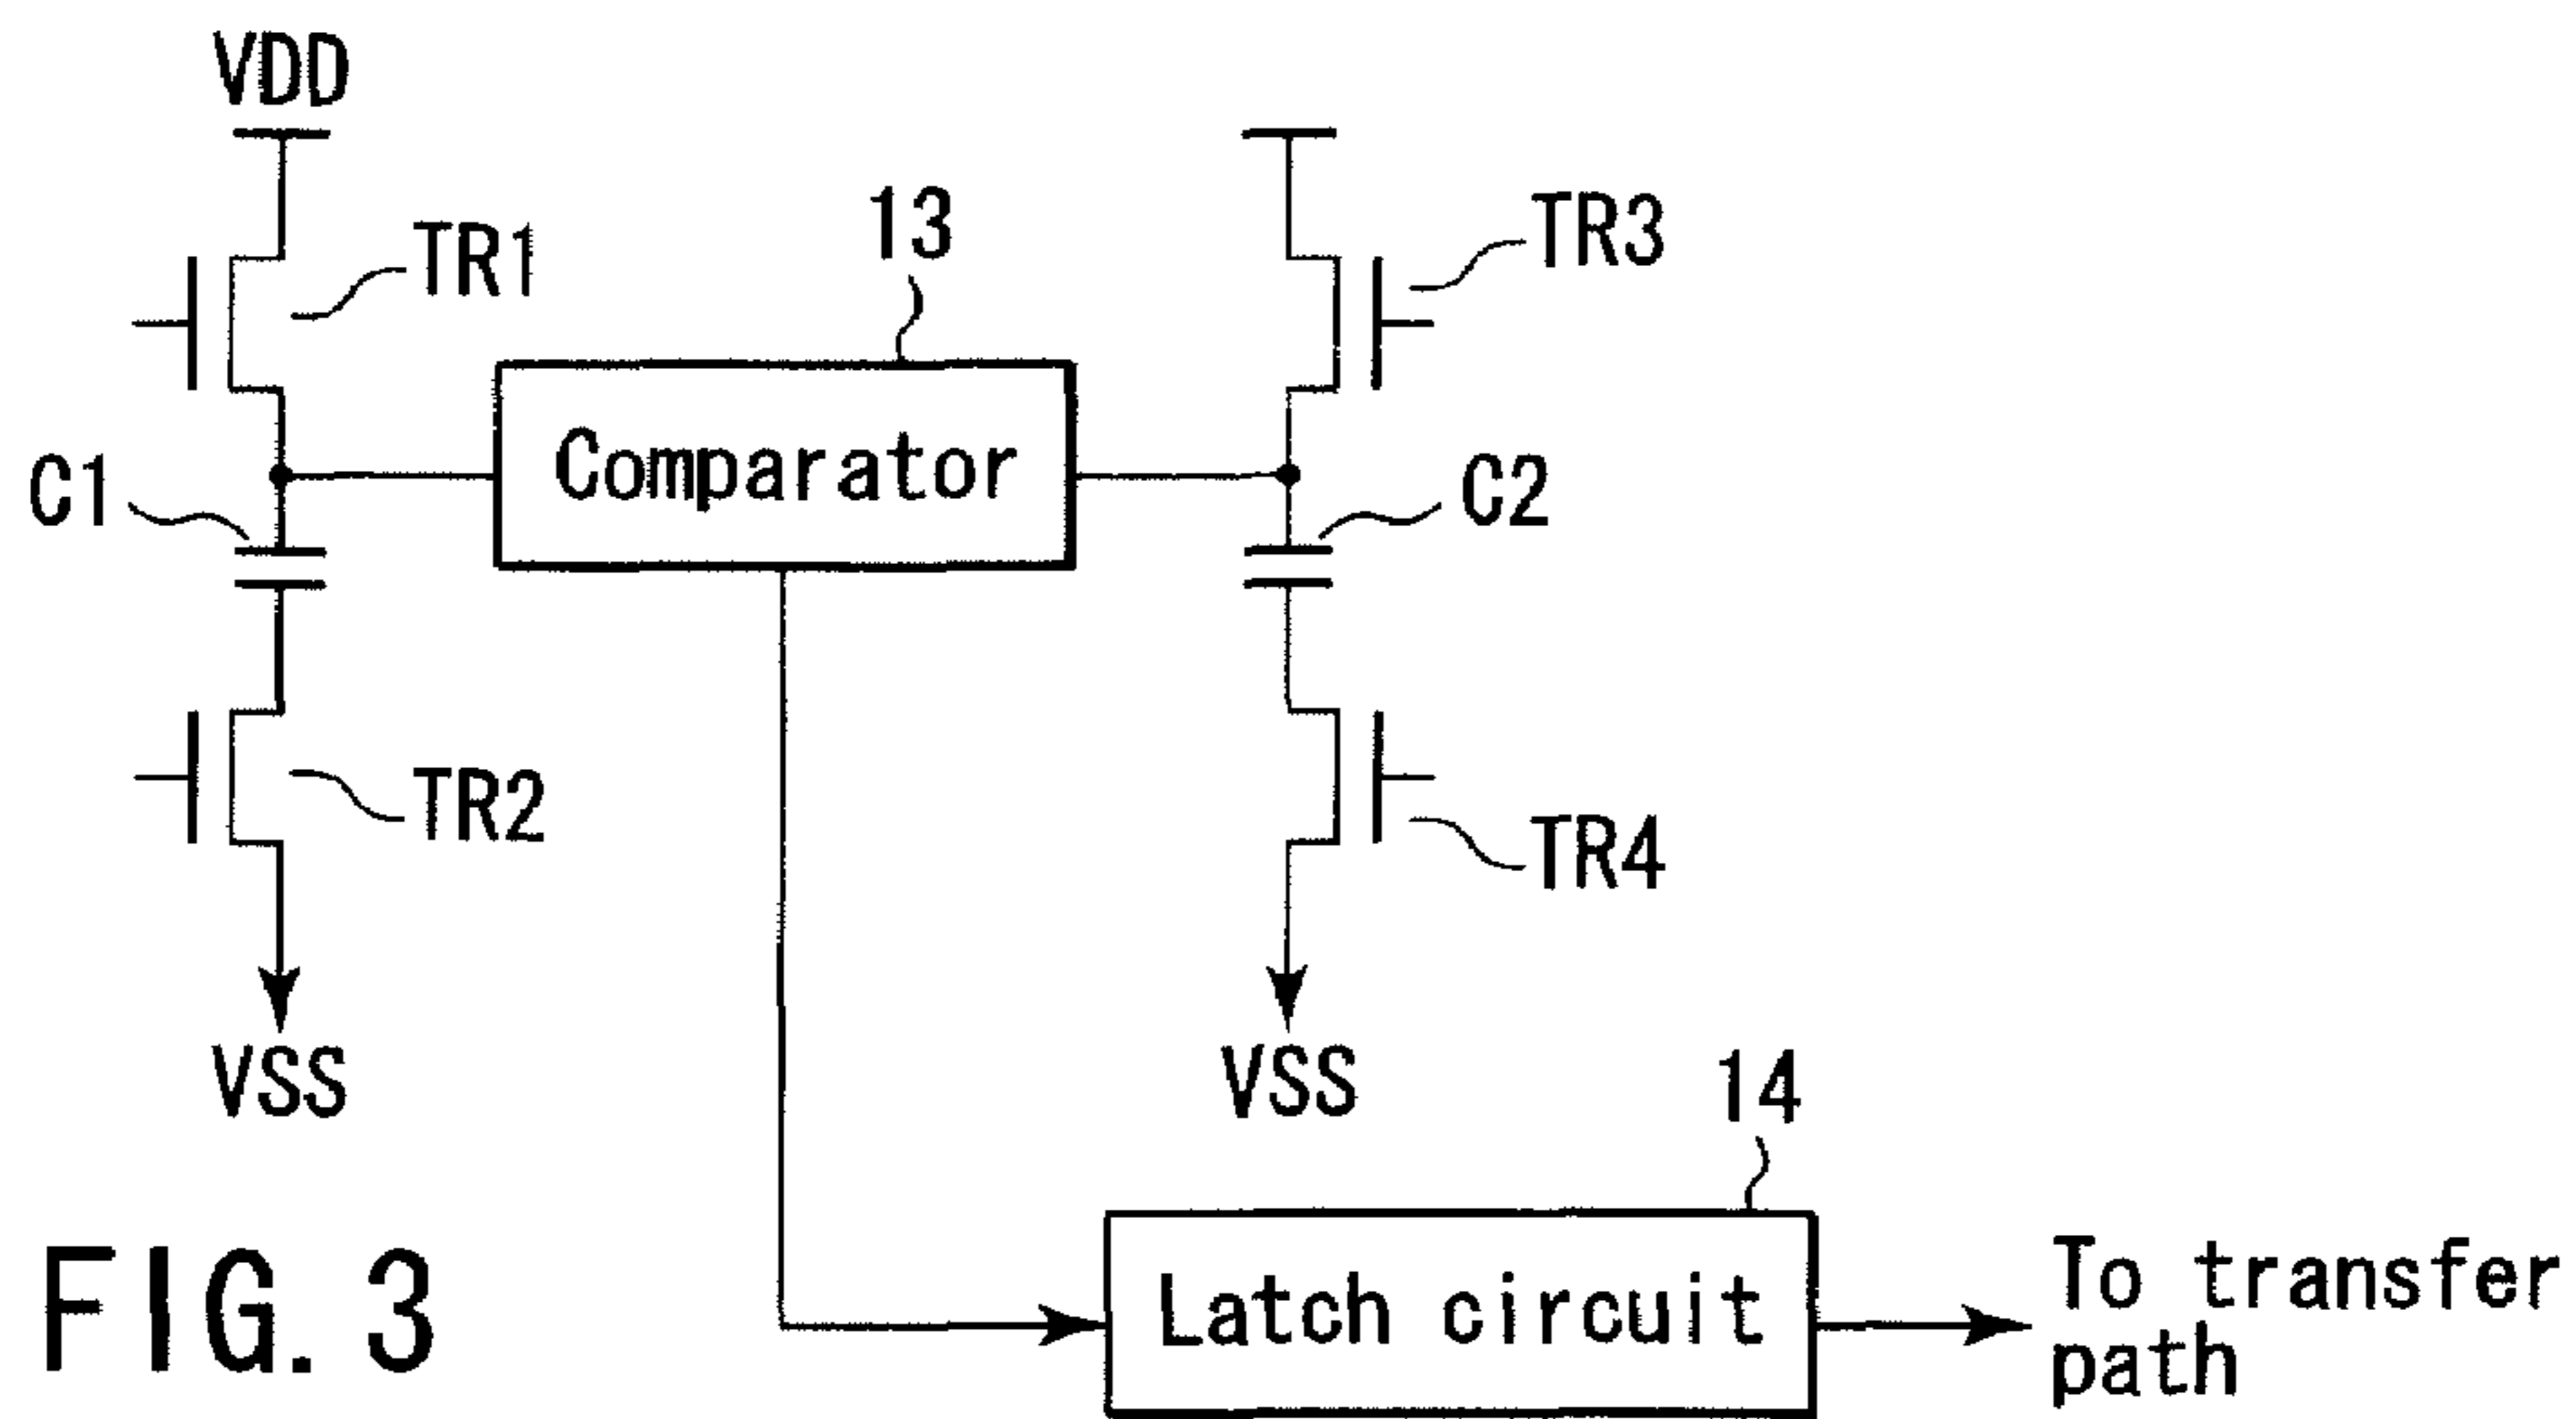 VDD
13
TR1
TR3
Comparator
C1
C2
TR2
TR4
VSS
VSS
14
Latch circuit
To transfer
path
FIG. 3